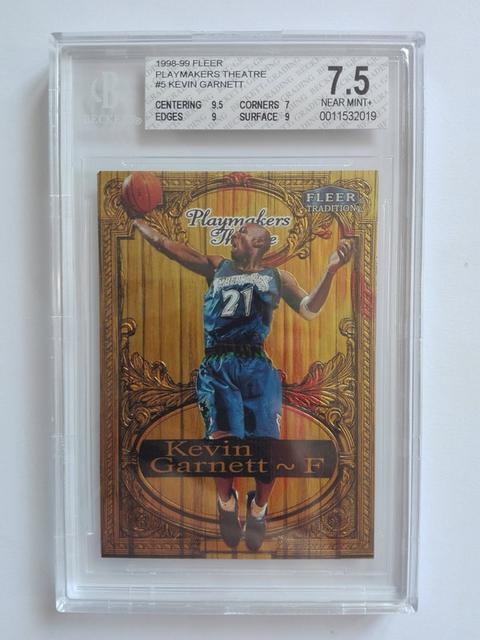 1998-99 FLEER
PLAYMAKERS THEATRE
#5 KEVIN GARNETT
CENTERING 9.5 CORNERS 7
EDGES 9 SURFACE 9
7.5
NEAR MINT+
0011532019
BECKETT
FLEER
TRADITION
Playmakers
Theatre
TIMBERWOLVES
21
Kevin
Garnett ~ F